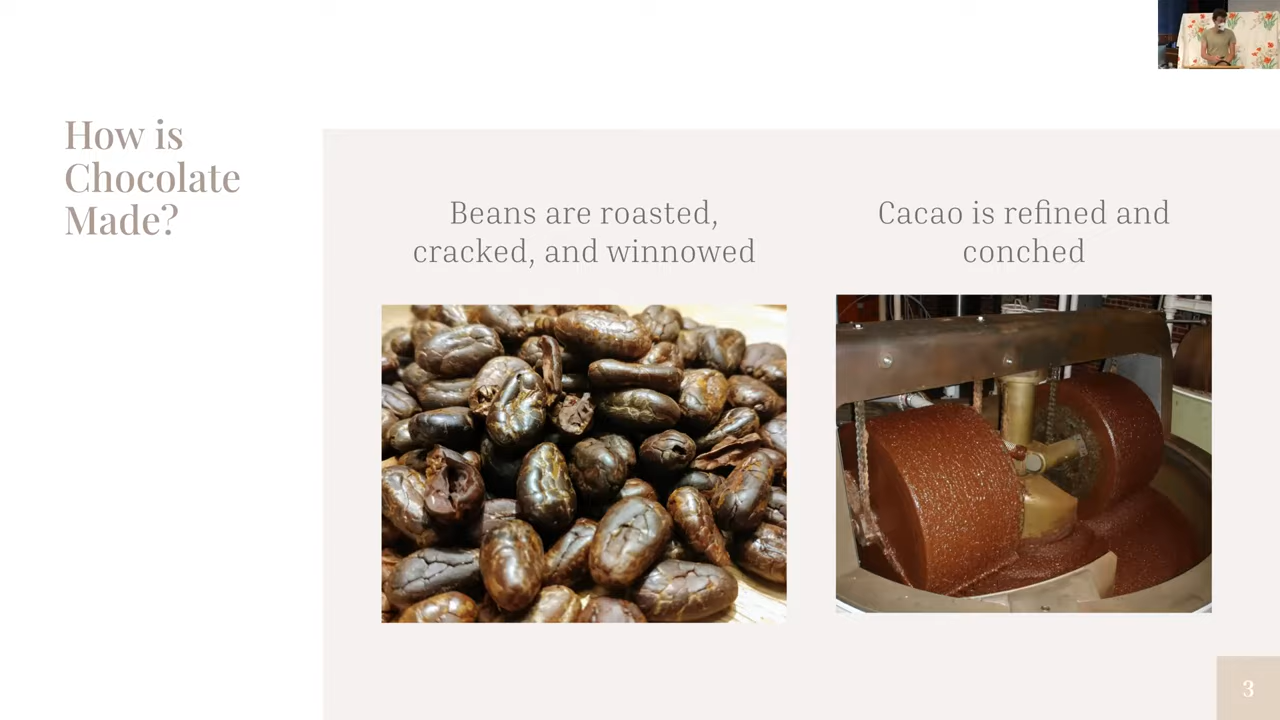 How is
Chocolate
Made?
Beans are roasted,
cracked, and winnowed
Cacao is refined and
conched
3